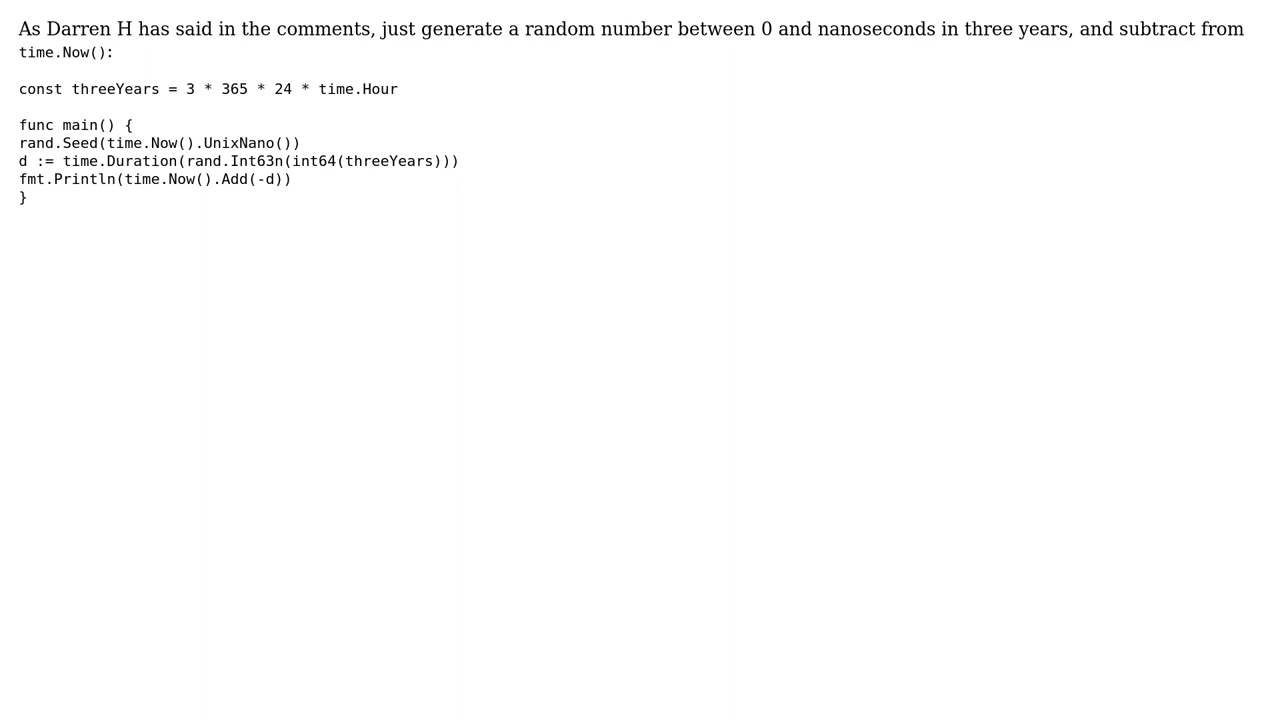 As Darren H has said in the comments, just generate a random number between 0 and nanoseconds in three years, and subtract from
time.Now():
const threeYears = 3 * 365 * 24 * time.Hour
func main() {
rand.Seed(time.Now().UnixNano())
d := time.Duration(rand.Int63n(int64(threeYears)))
fmt.Println(time.Now().Add(-d))
}